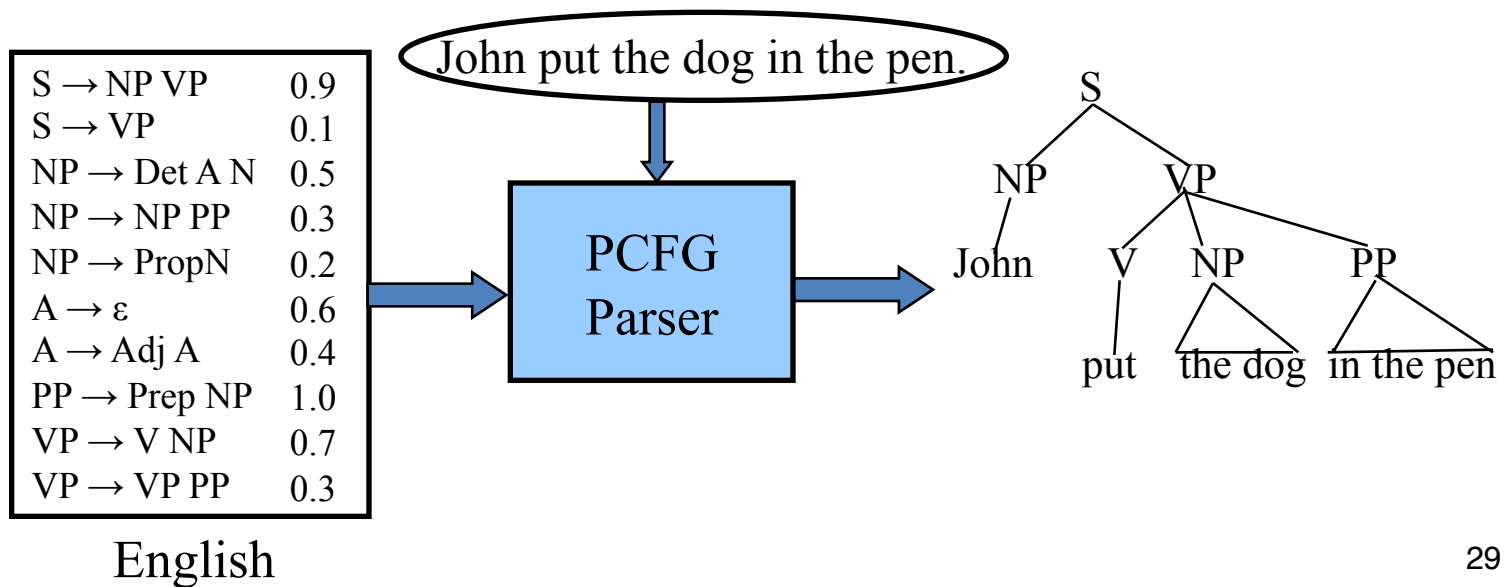 John put the dog in the pen.
S → NP VP 0.9
S → VP 0.1
NP → Det A N 0.5
NP → NP PP 0.3
NP → PropN 0.2
A → ε 0.6
A → Adj A 0.4
PP → Prep NP 1.0
VP → V NP 0.7
VP → VP PP 0.3
English
PCFG
Parser
S
NP VP
John V NP PP
put the dog in the pen
29